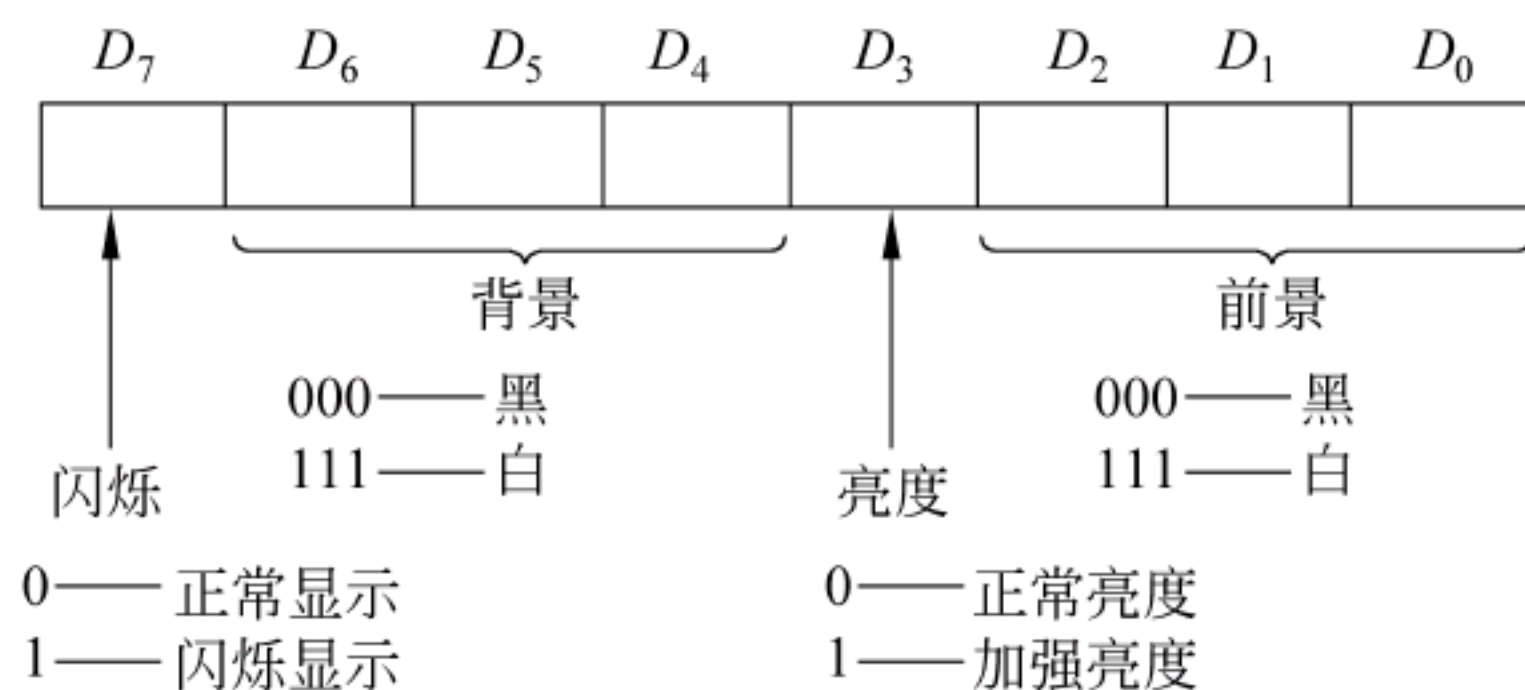 D₇ D₆ D₅ D₄ D₃ D₂ D₁ D₀
背景 前景
000——黑 000——黑
111——白 111——白
闪烁 亮度
0——正常显示 0——正常亮度
1——闪烁显示 1——加强亮度